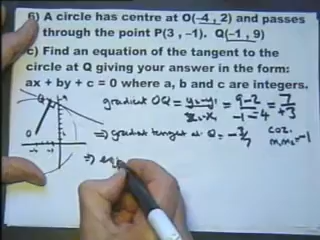 6) A circle has centre at O(-4 , 2) and passes
through the point P(3 , -1). Q(-1 , 9)
c) Find an equation of the tangent to the
circle at Q giving your answer in the form:
ax + by + c = 0 where a, b and c are integers.
gradient OQ = y₂-y₁/x₂-x₁ = 9-2/-1--4 = 7/+3
⇒ gradient tangent at Q = -3/7
coz.
m₁m₂=-1
⇒ eq